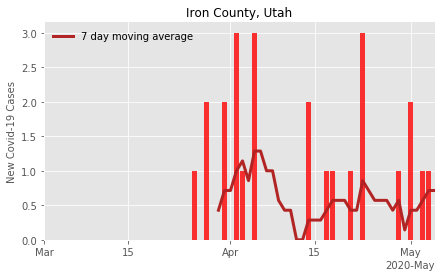 Iron County, Utah
7 day moving average
New Covid-19 Cases
3.0
2.5
2.0
1.5
1.0
0.5
0.0
Mar 15 Apr 15 May
2020-May